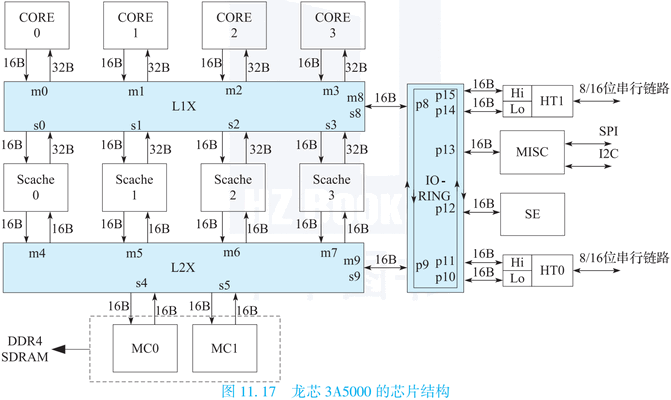 CORE 0
CORE 1
CORE 2
CORE 3
16B 32B 16B 32B 16B 32B 16B 32B
m0 m1 m2 m3 m8
L1X
s0 s1 s2 s3 s8
16B
16B 32B 16B 32B 16B 32B 16B 32B
Scache 0
Scache 1
Scache 2
Scache 3
16B 16B 16B 16B 16B 16B 16B 16B
m4 m5 m6 m7 m9
L2X
s4 s5 s9
16B
16B 16B 16B 16B
MC0 MC1
DDR4
SDRAM
p8 p15
p14
p13
IO-
RING
p12
p9 p11
p10
16B Hi
16B Lo
HT1
8/16位串行链路
16B MISC
SPI
I2C
16B SE
16B Hi
16B Lo
HT0
8/16位串行链路
HZ Book
图 11.17 龙芯 3A5000 的芯片结构